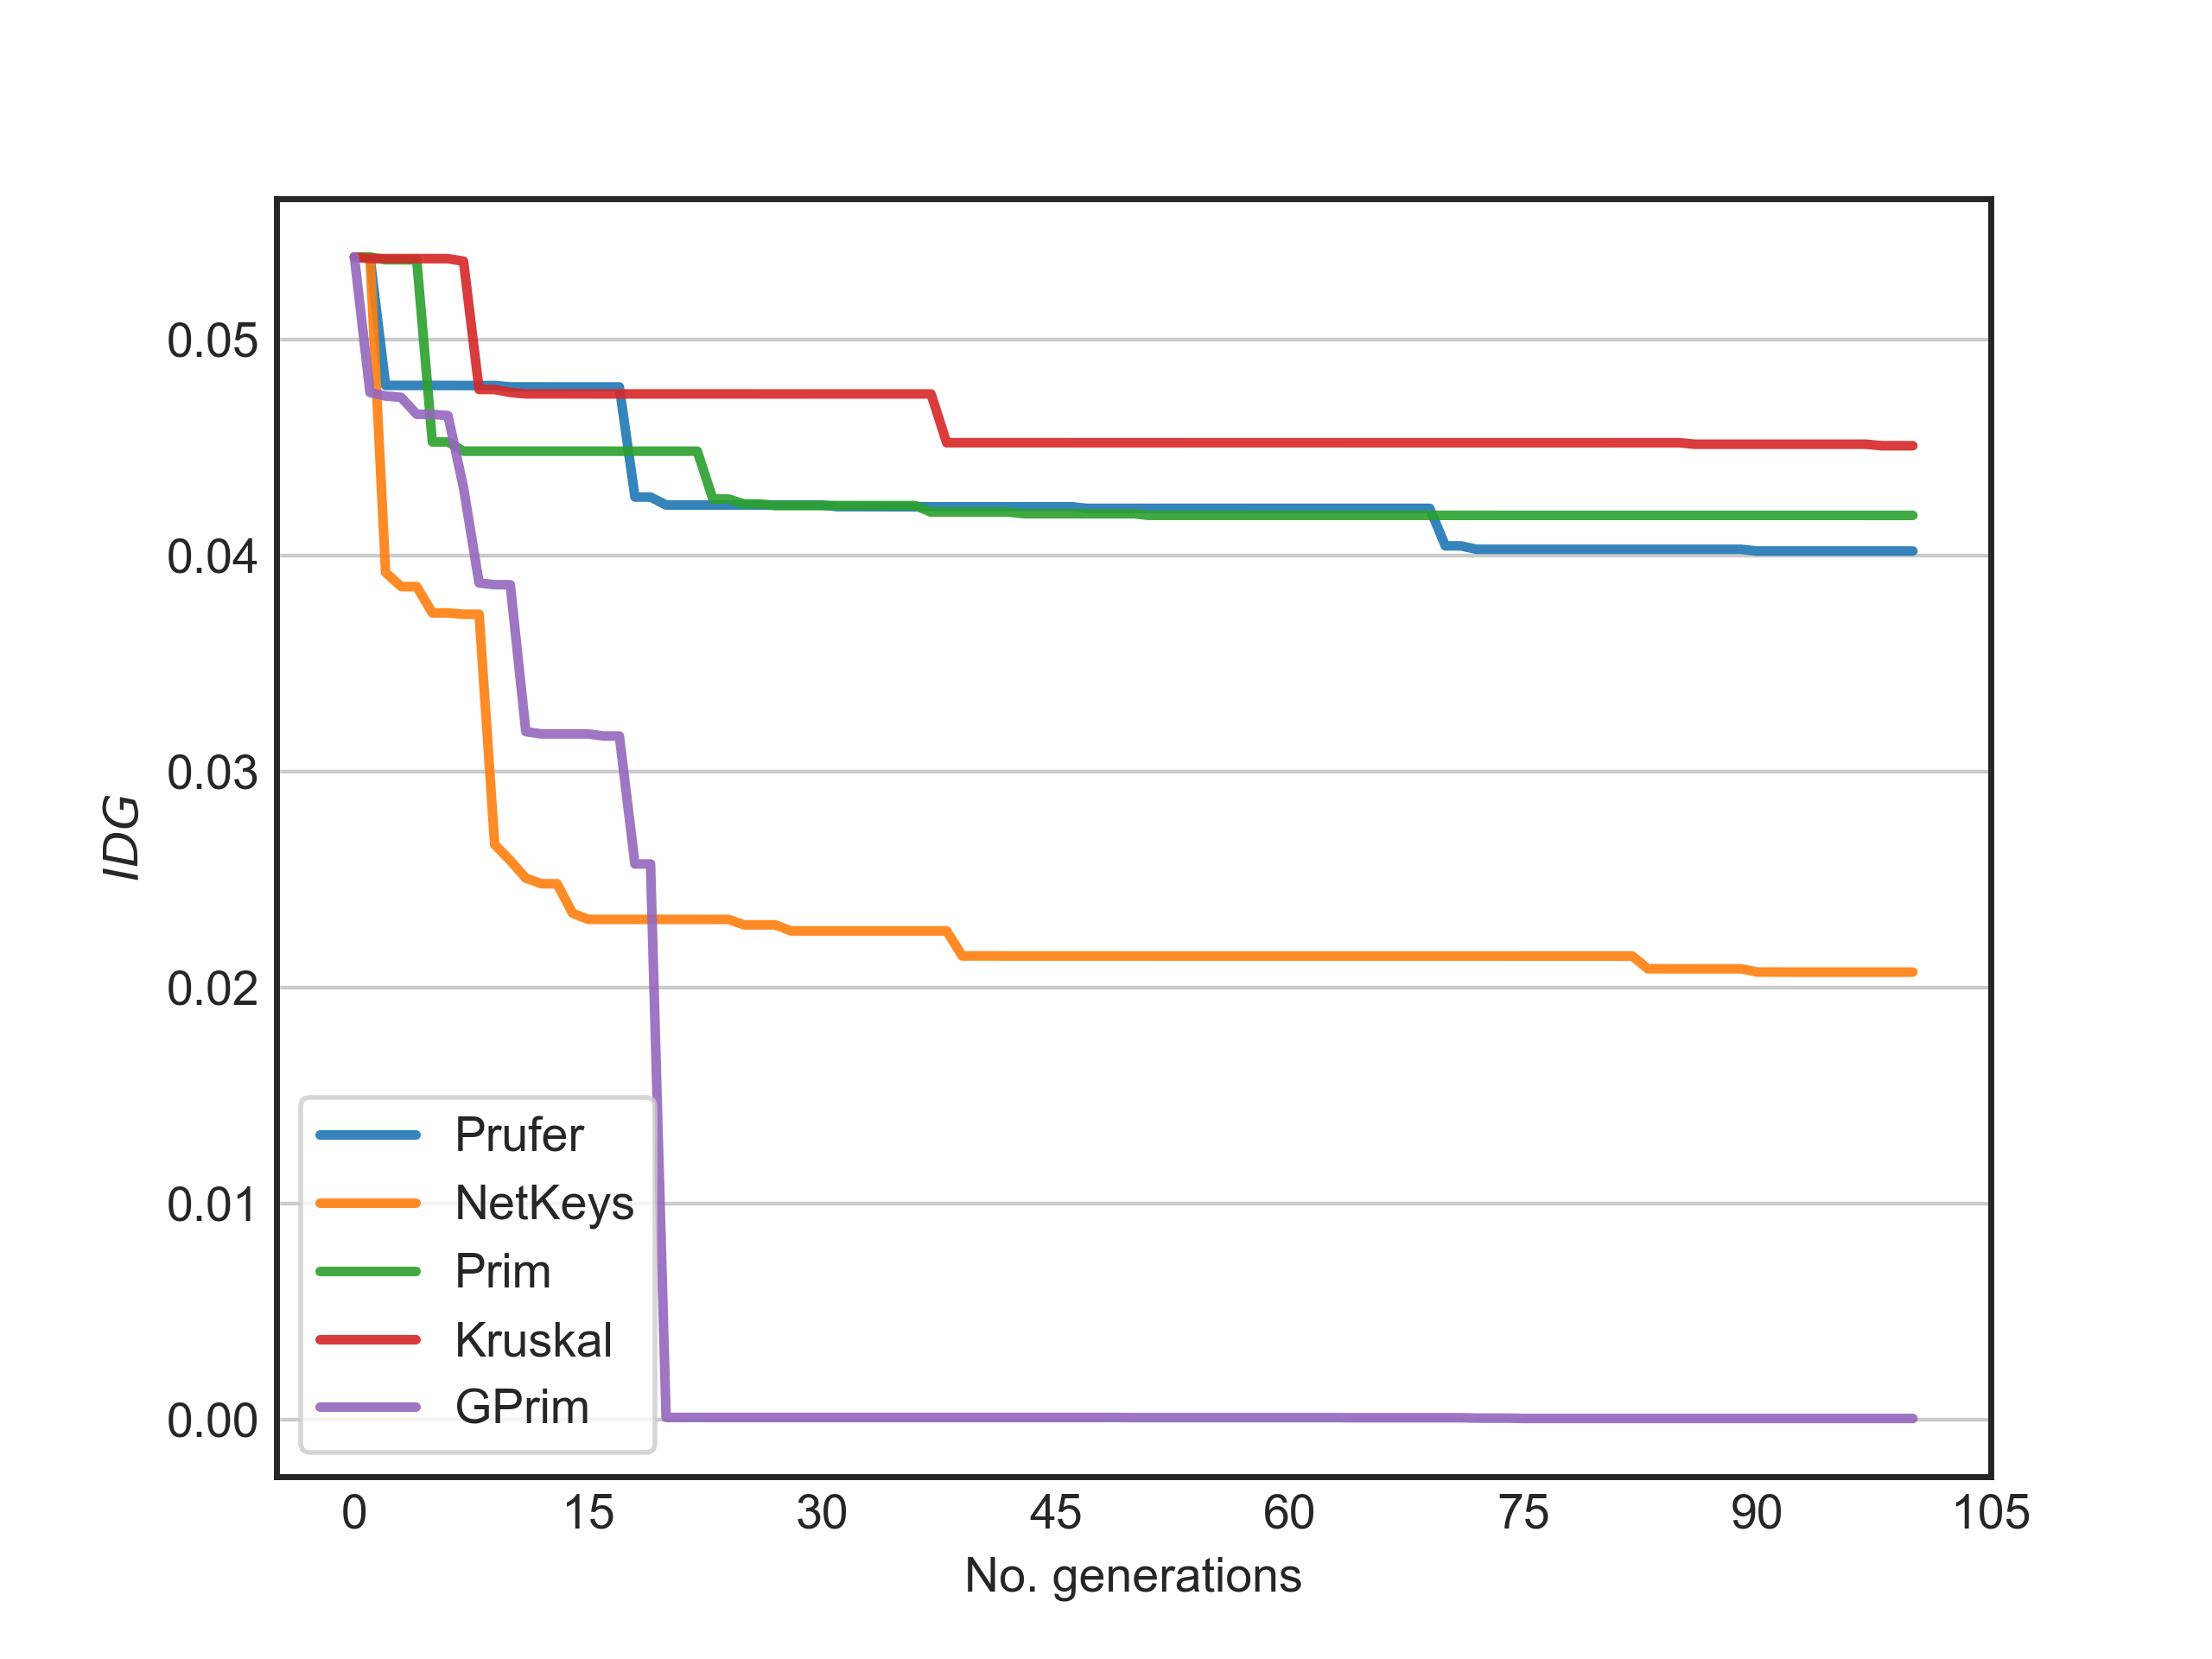 0.05
0.04
0.03
0.02
0.01
0.00
IDG
Prufer
NetKeys
Prim
Kruskal
GPrim
0 15 30 45 60 75 90 105
No. generations